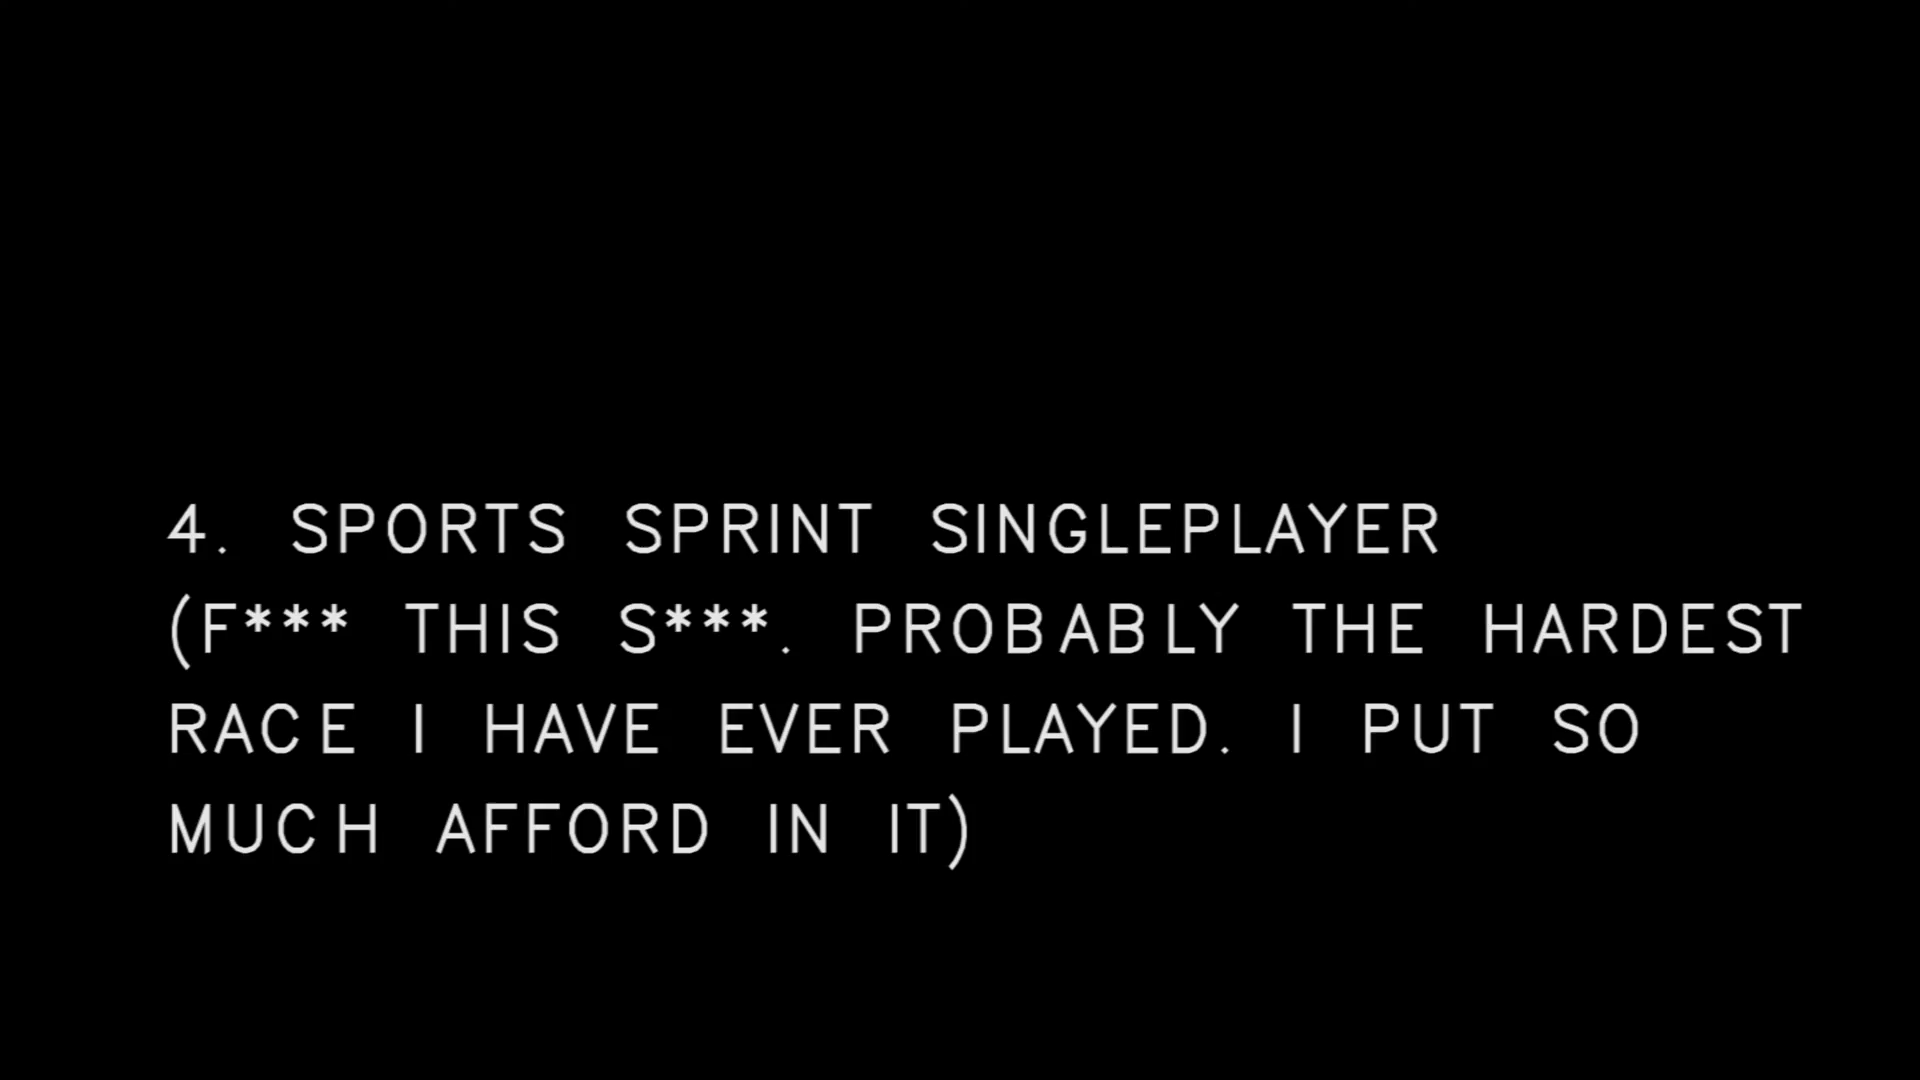 4. SPORTS SPRINT SINGLEPLAYER
(F*** THIS S***. PROBABLY THE HARDEST
RACE I HAVE EVER PLAYED. I PUT SO
MUCH AFFORD IN IT)